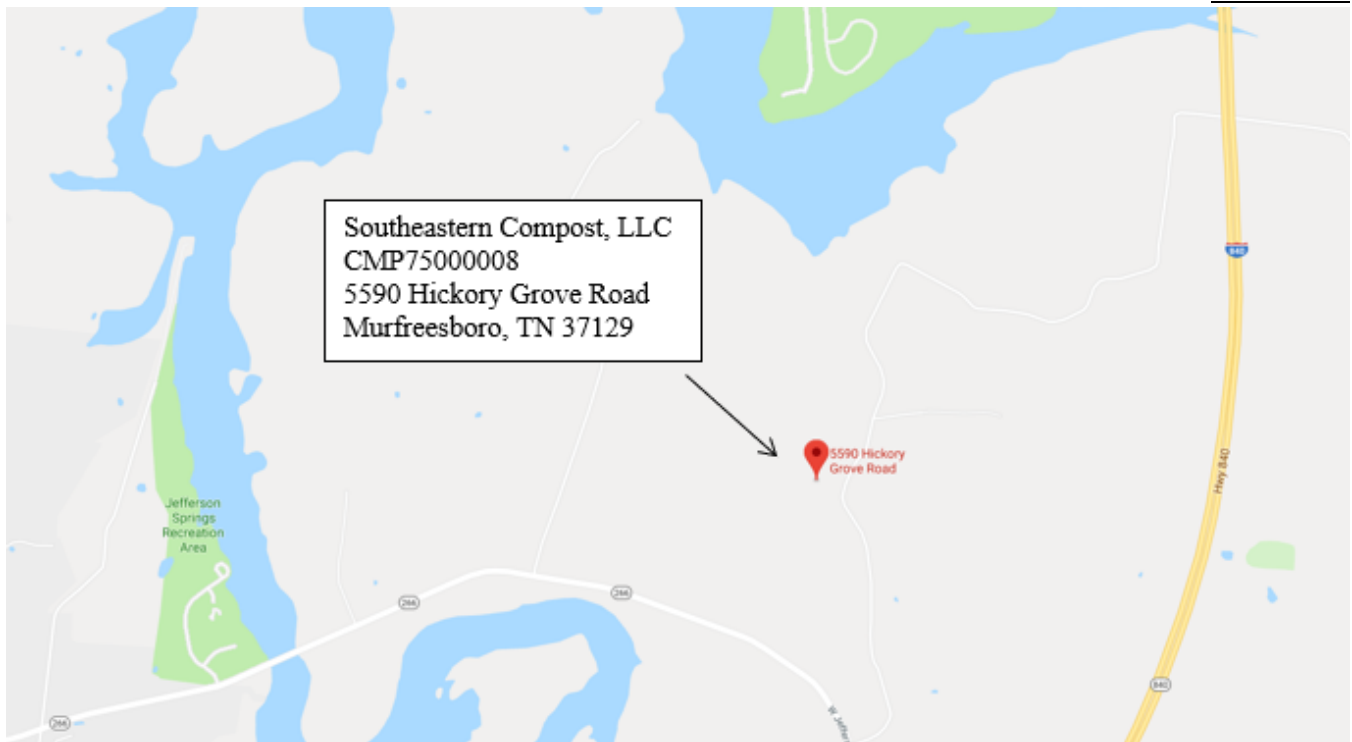 Southeastern Compost, LLC
CMP75000008
5590 Hickory Grove Road
Murfreesboro, TN 37129
840
5590 Hickory
Grove Road
Hwy 840
Jefferson
Springs
Recreation
Area
266
266
840
266
W Jeffer